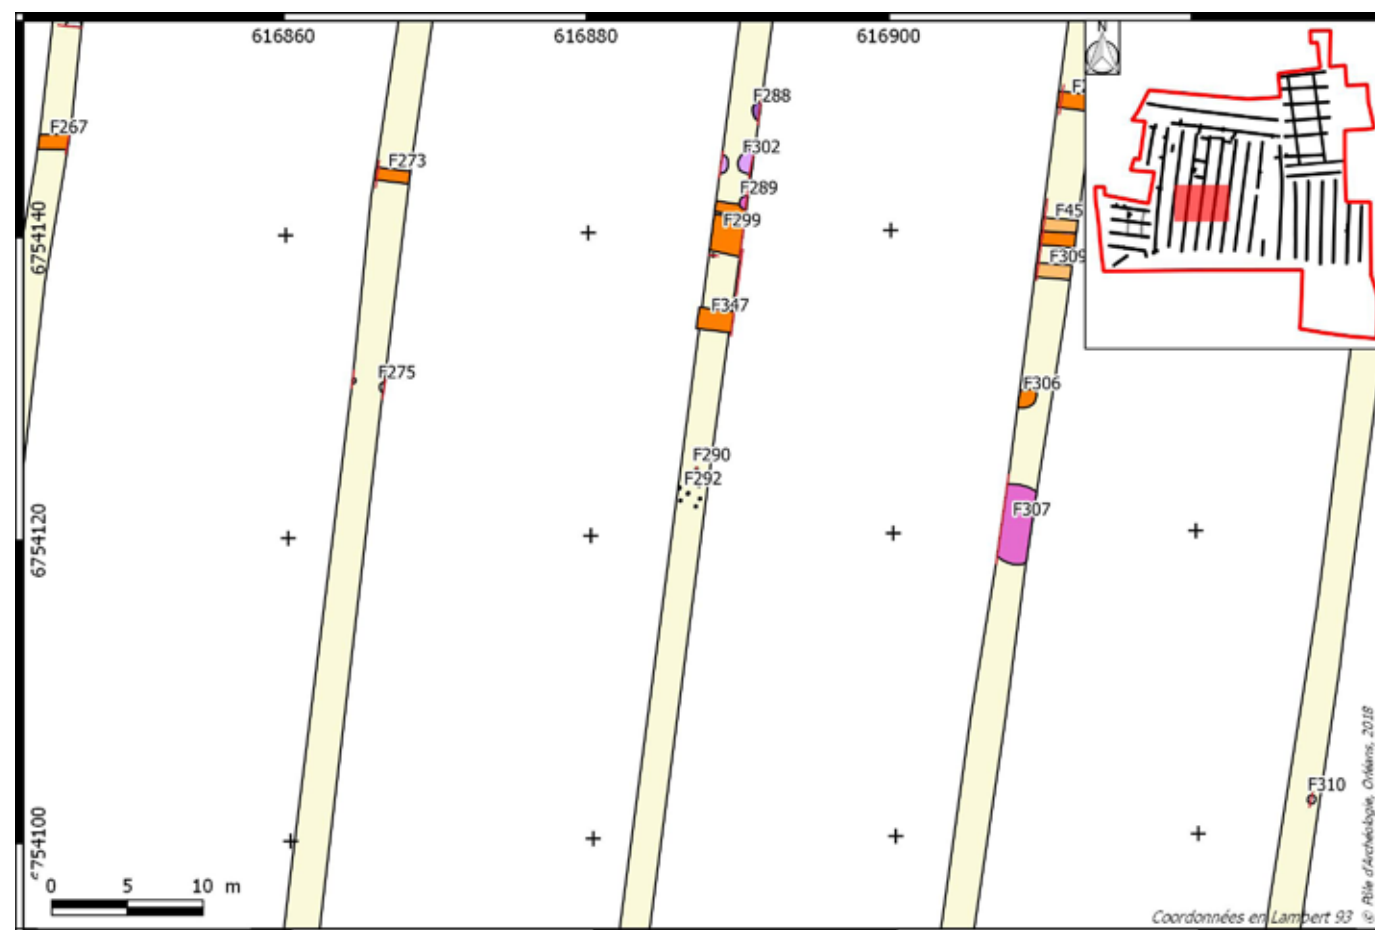 616860
616880
616900
N
F288
F267
F302
F273
F289
F299
F45
F309
6754140
F347
F275
F306
F290
F292
F307
6754120
F310
0 5 10 m
Coordonnées en Lambert 93
© Pôle d'Archéologie, Orléans, 2018